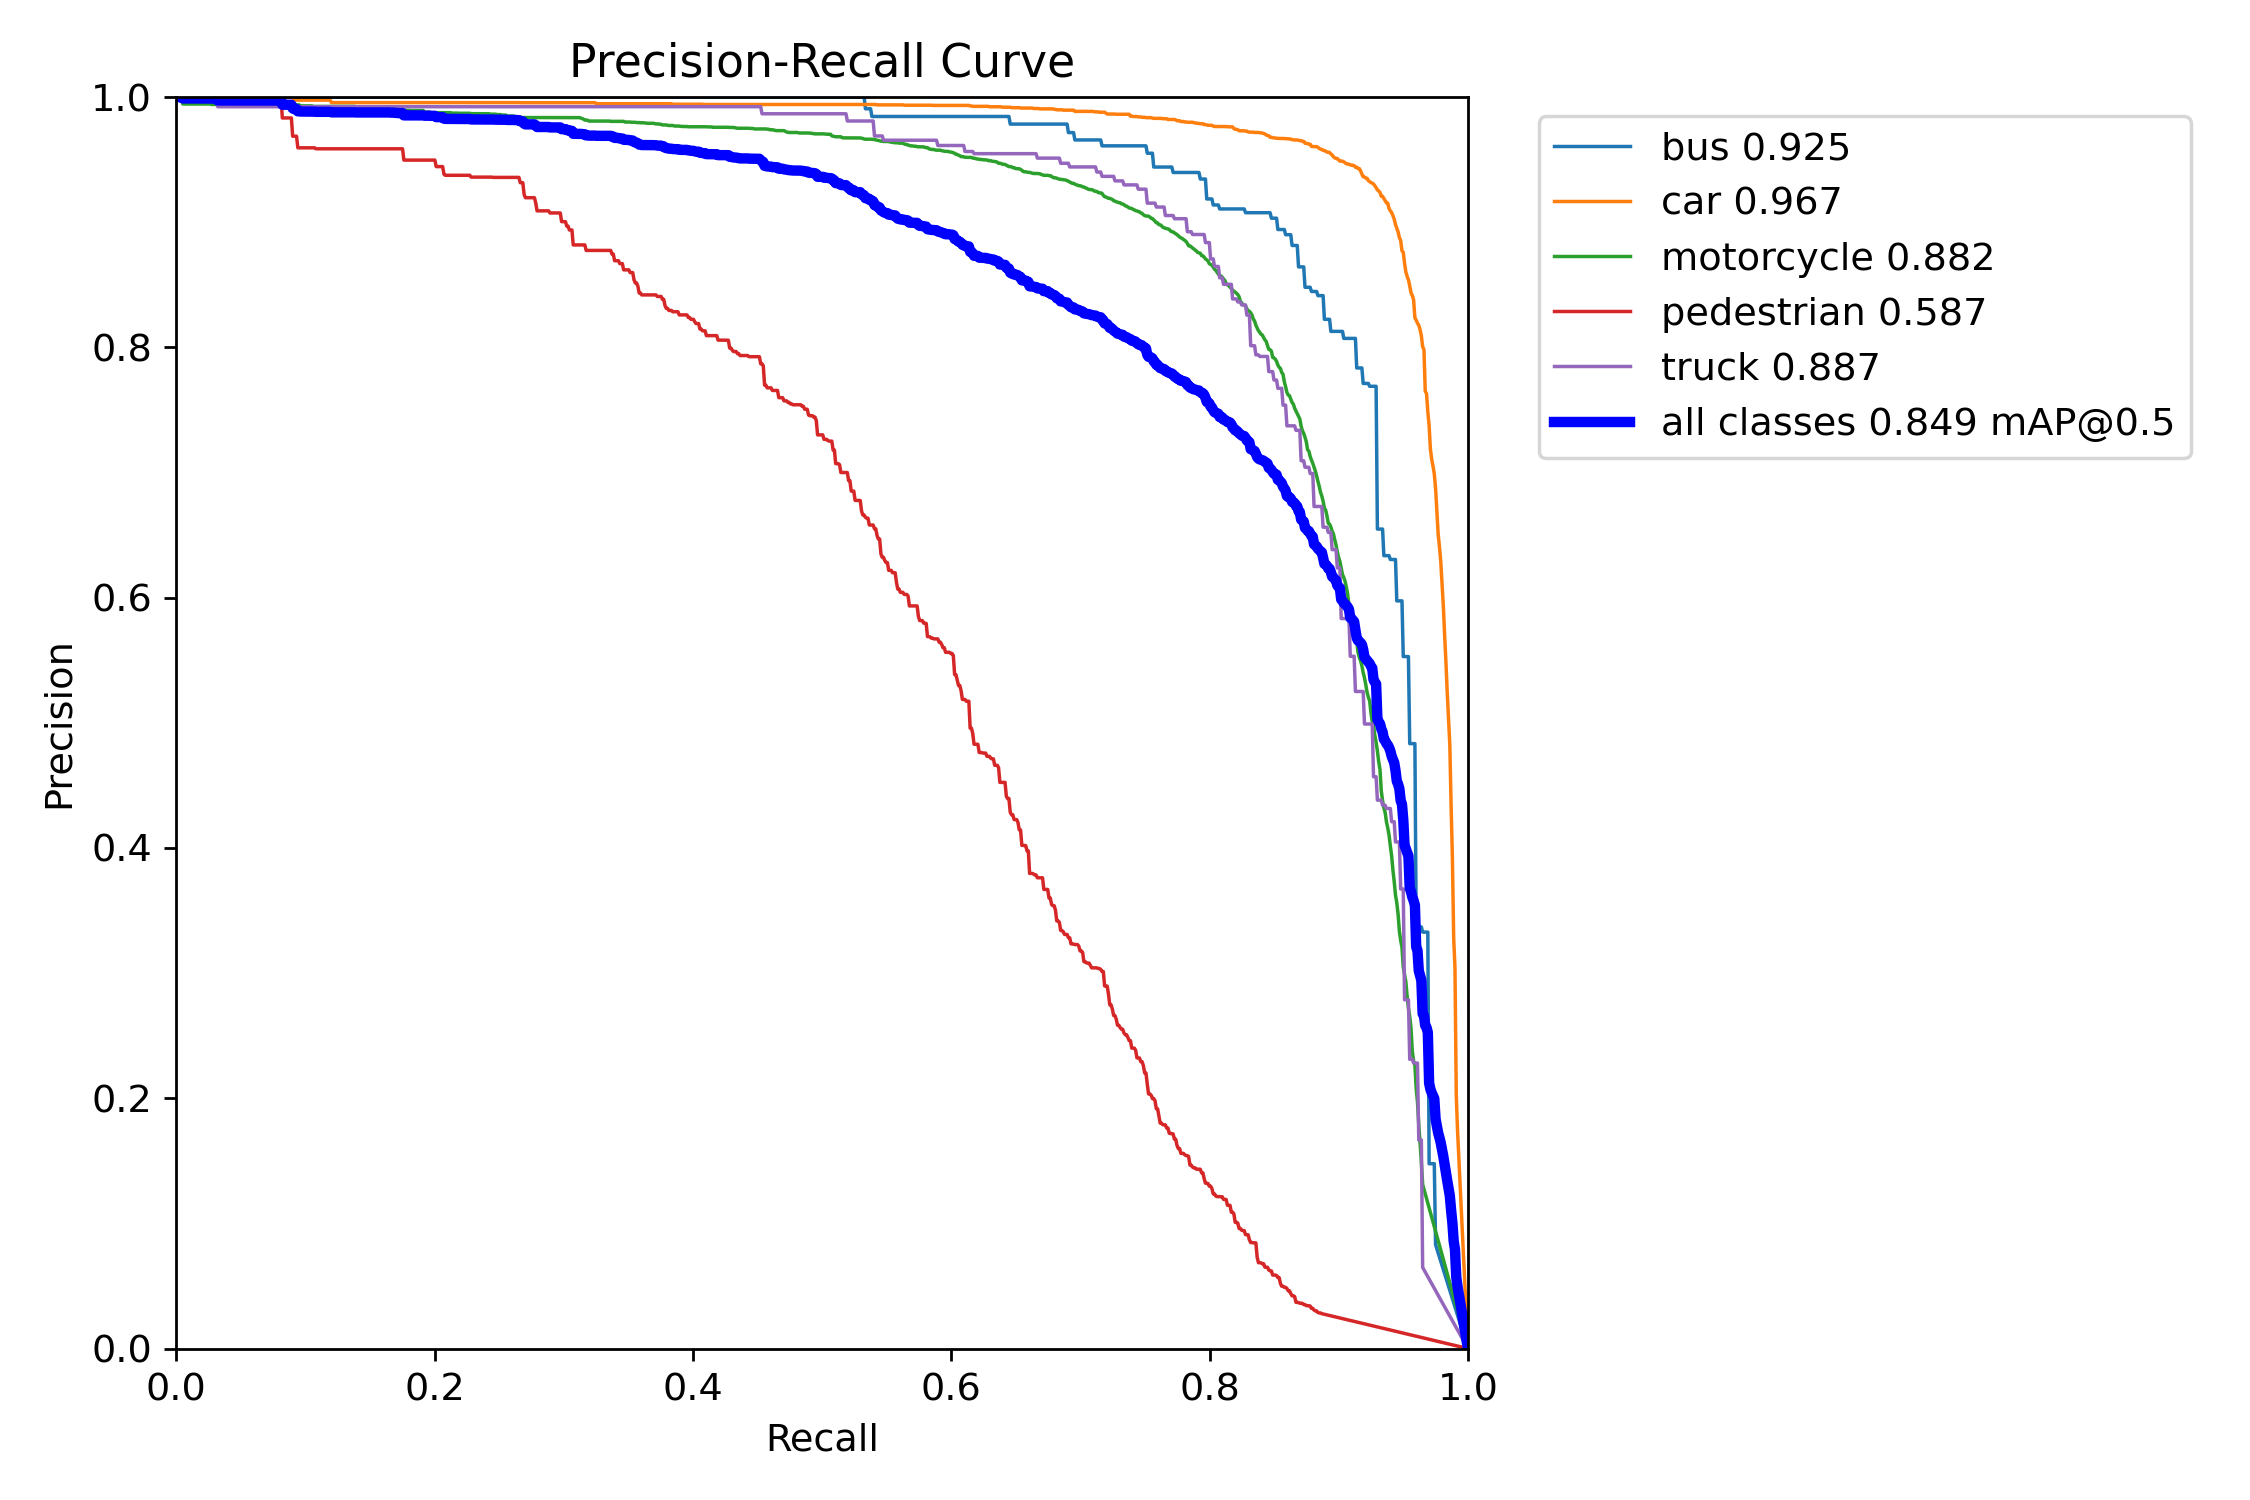 Precision-Recall Curve
1.0
0.8
0.6
0.4
0.2
0.0
Precision
0.0 0.2 0.4 0.6 0.8 1.0
Recall
bus 0.925
car 0.967
motorcycle 0.882
pedestrian 0.587
truck 0.887
all classes 0.849 mAP@0.5